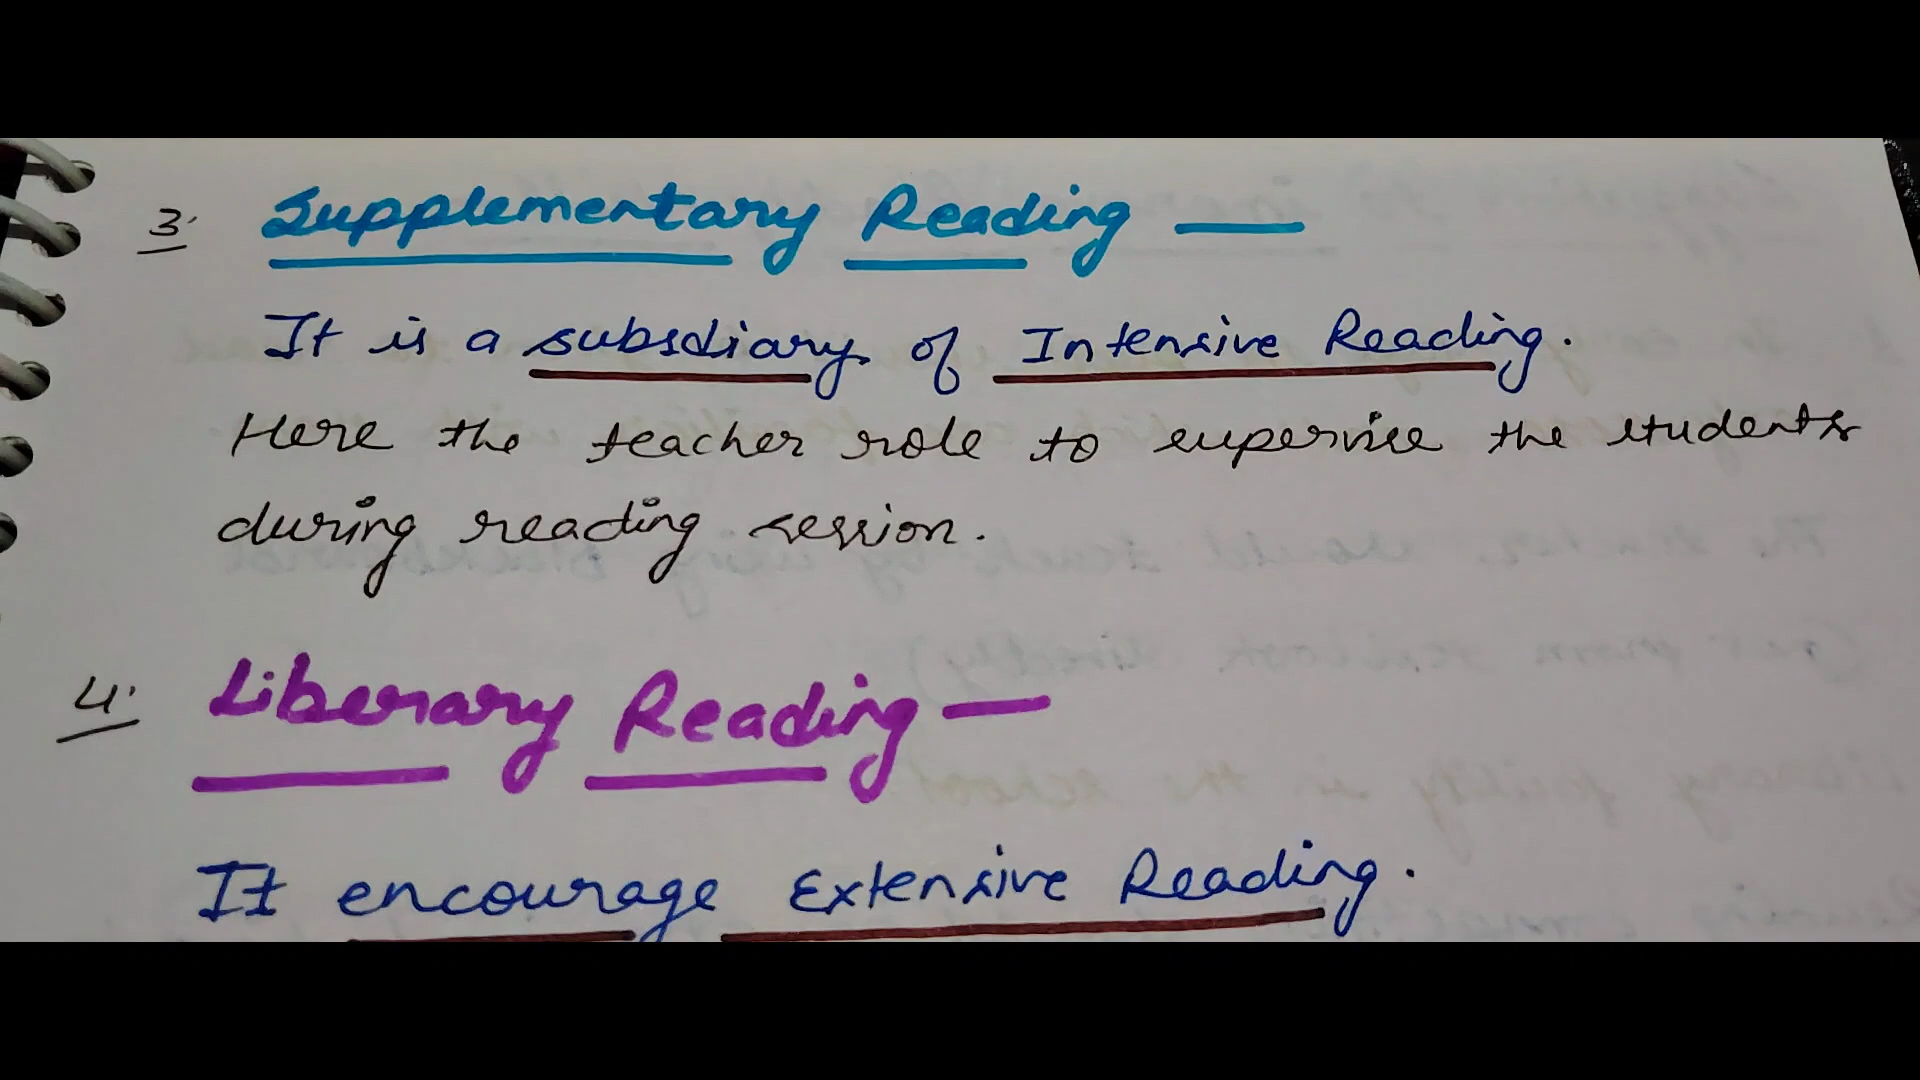 3. Supplementary Reading —
It is a subsdiary of Intensive Reading.
Here the teacher role to supervise the students
during reading session.
4. Liberary Reading —
It encourage Extensive Reading.